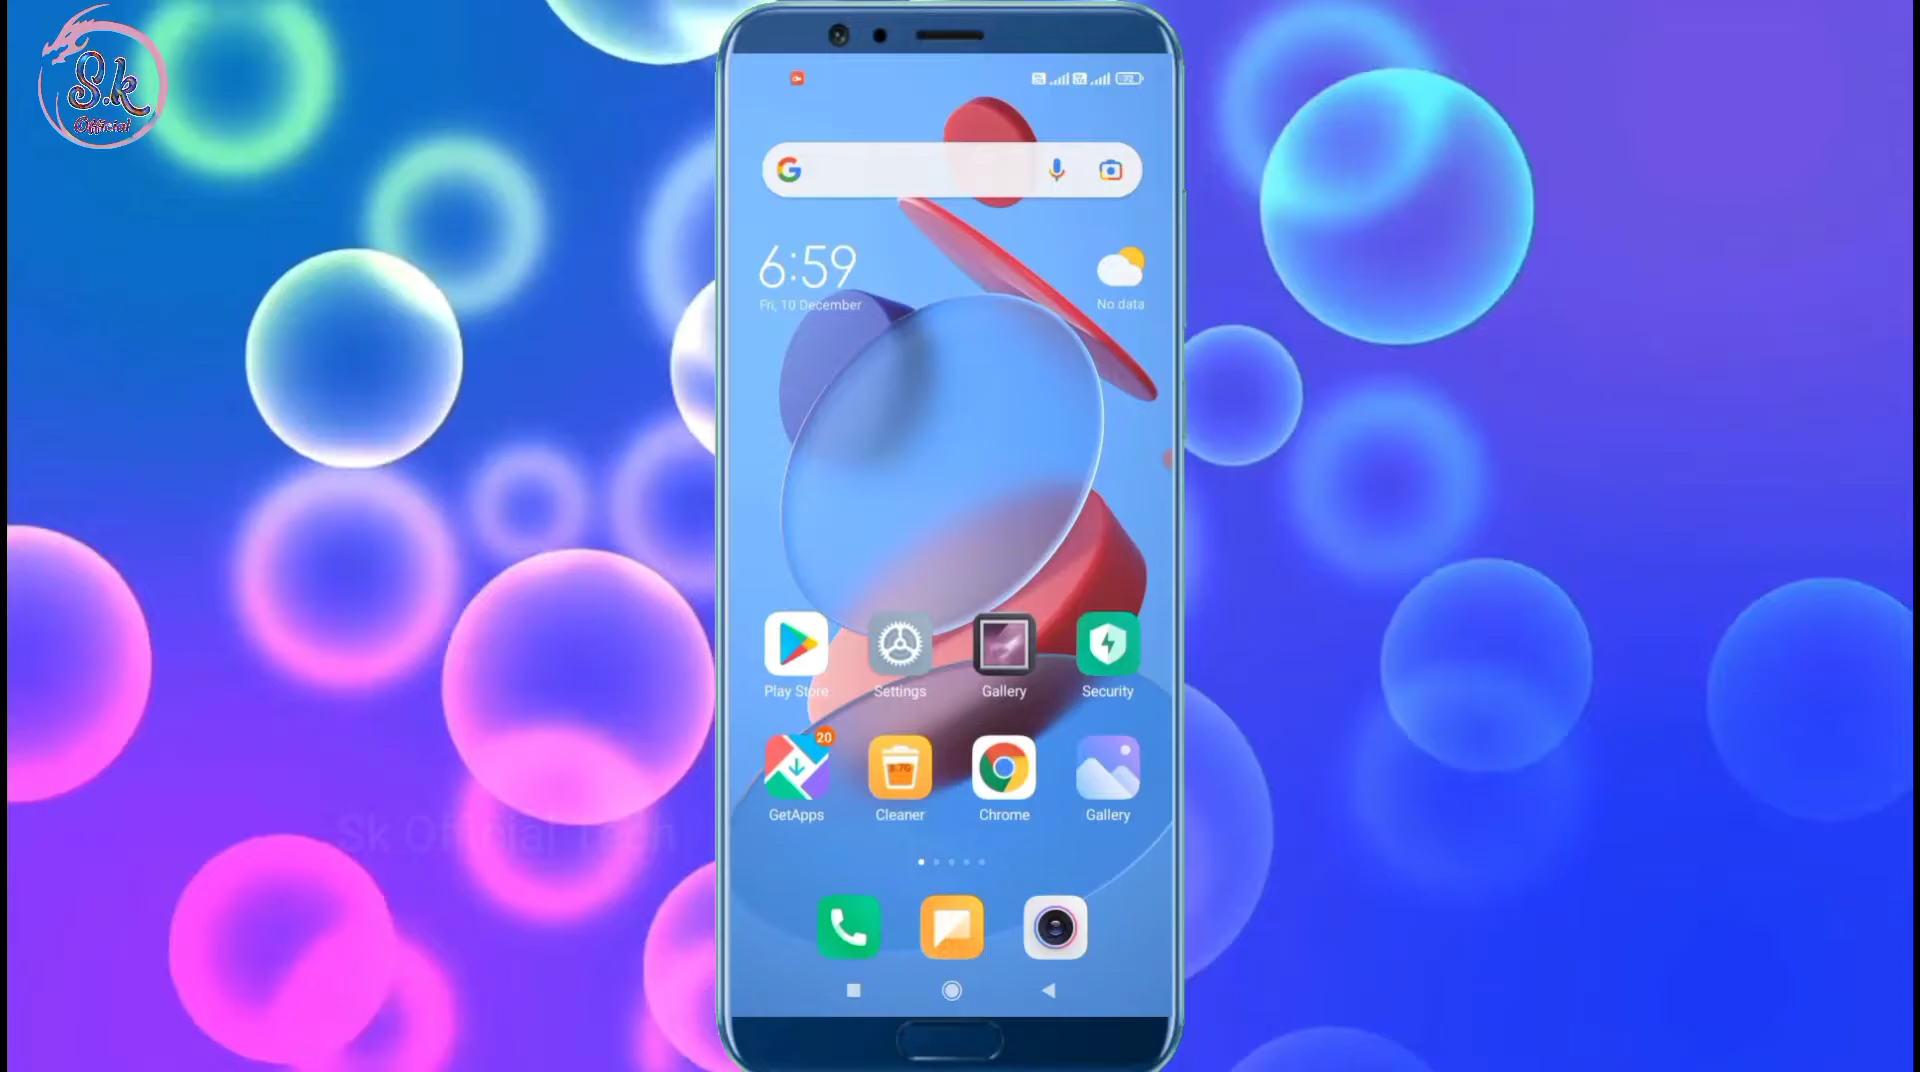 S.k
Official
72
6:59
Fri, 10 December
No data
Play Store
Settings
Gallery
Security
20
GetApps
Cleaner
Chrome
Gallery
Sk Official Tech